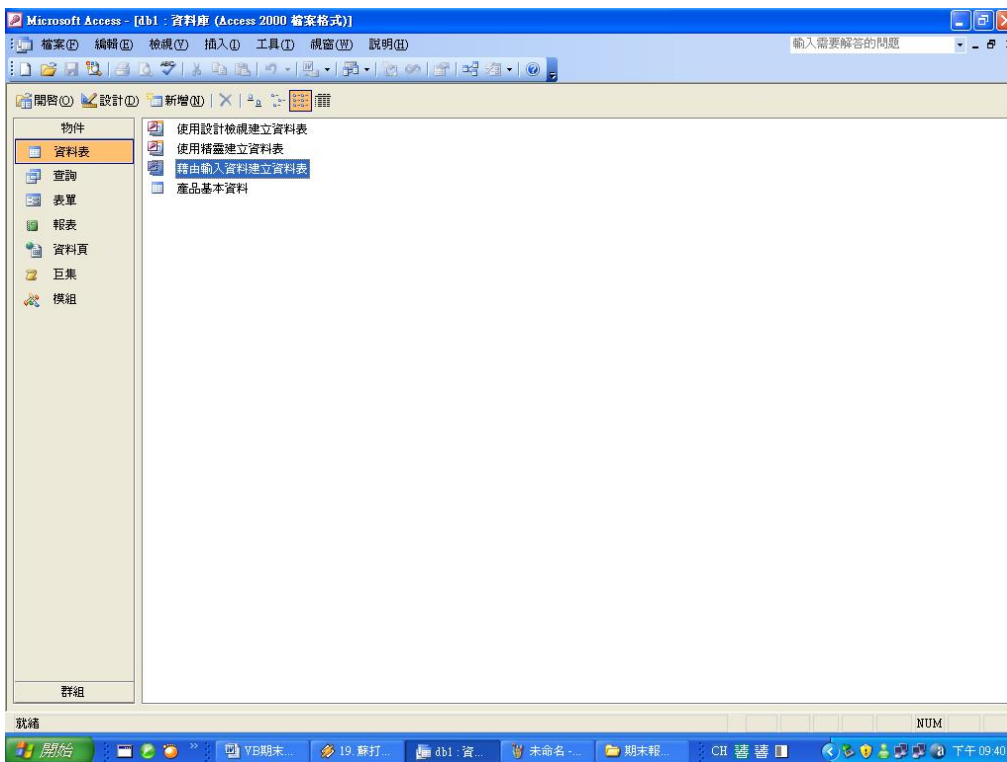 Microsoft Access - [db1 : 資料庫 (Access 2000 檔案格式)]
檔案(F) 編輯(E) 檢視(V) 插入(I) 工具(T) 視窗(W) 說明(H) 輸入需要解答的問題
開啓(O) 設計(D) 新增(N)
物件
資料表
查詢
表單
報表
資料頁
巨集
模組
使用設計檢視建立資料表
使用精靈建立資料表
藉由輸入資料建立資料表
產品基本資料
群組
就緒 NUM
開始 VB期末... 19. 蘇打... db1 : 資... 未命名 -... 期末報... CH 下午 09:40